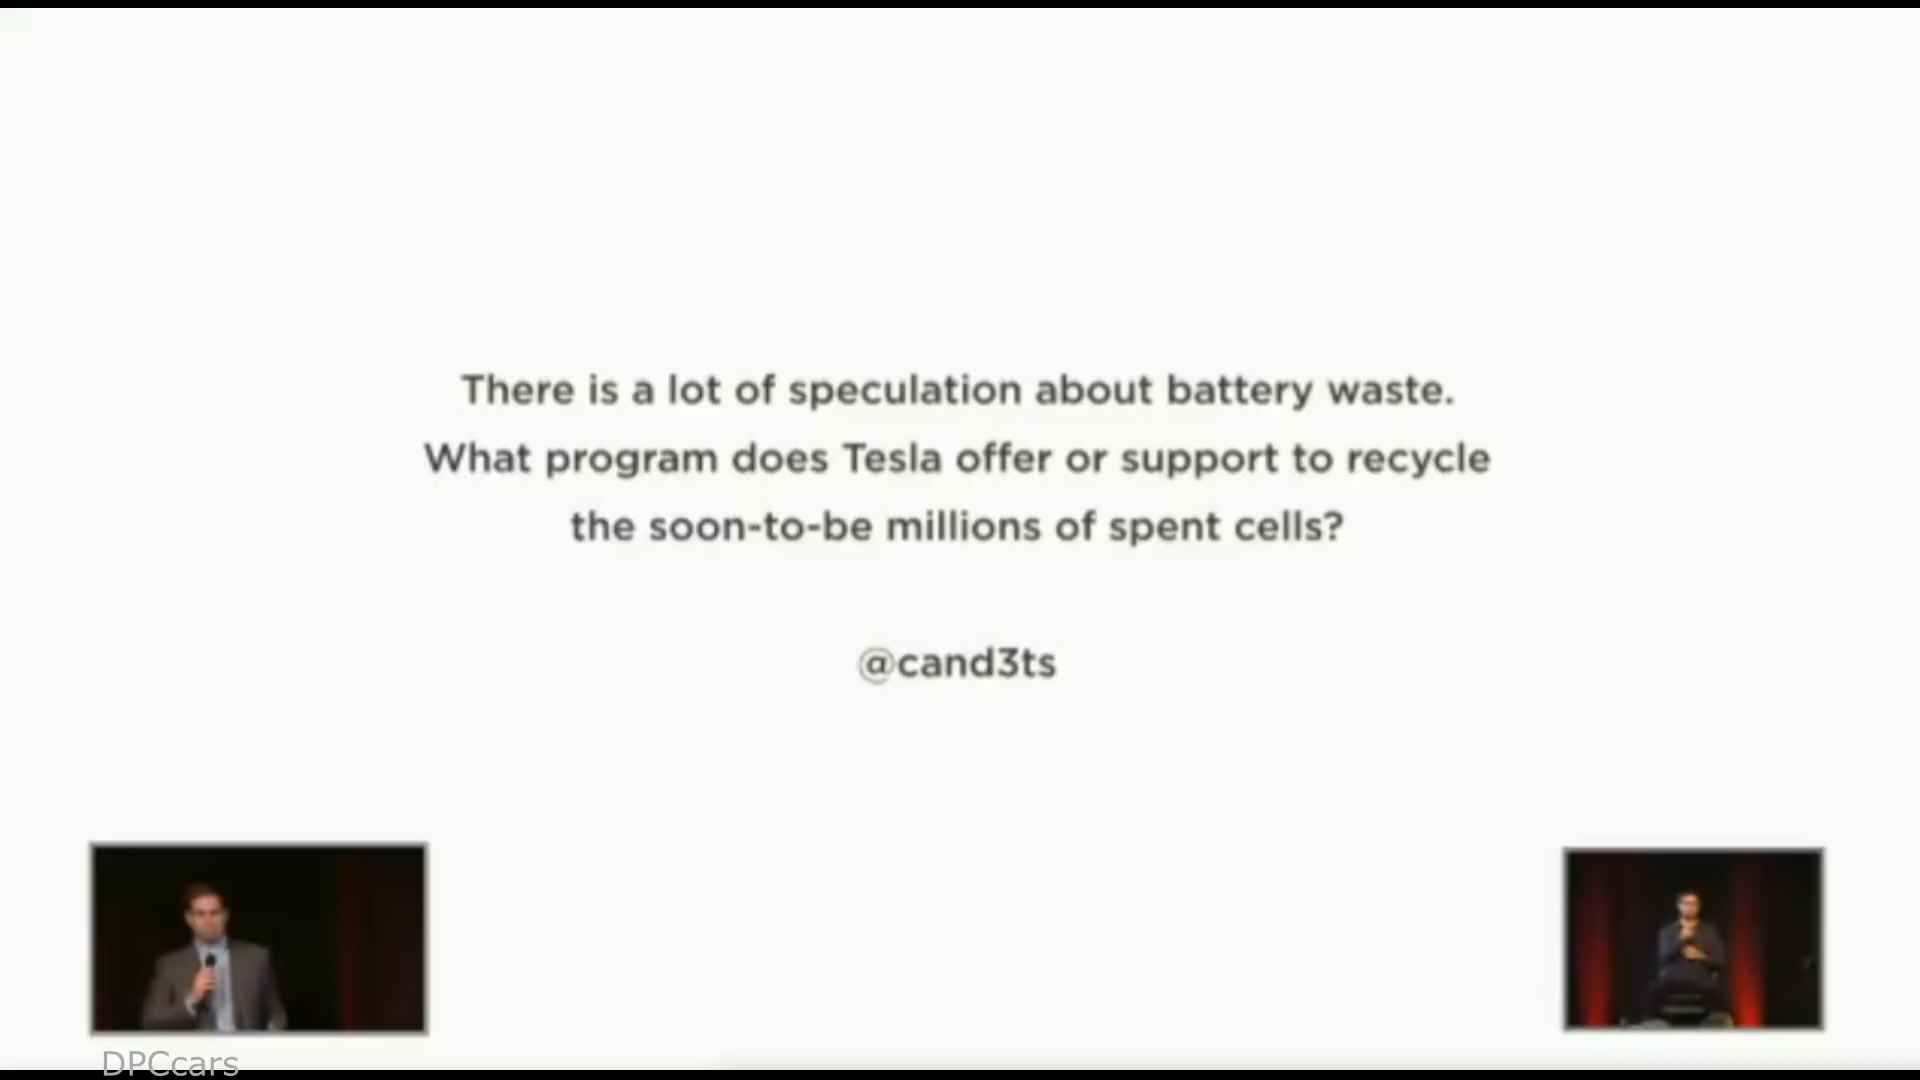 There is a lot of speculation about battery waste.
What program does Tesla offer or support to recycle
the soon-to-be millions of spent cells?
@cand3ts
DPCcars